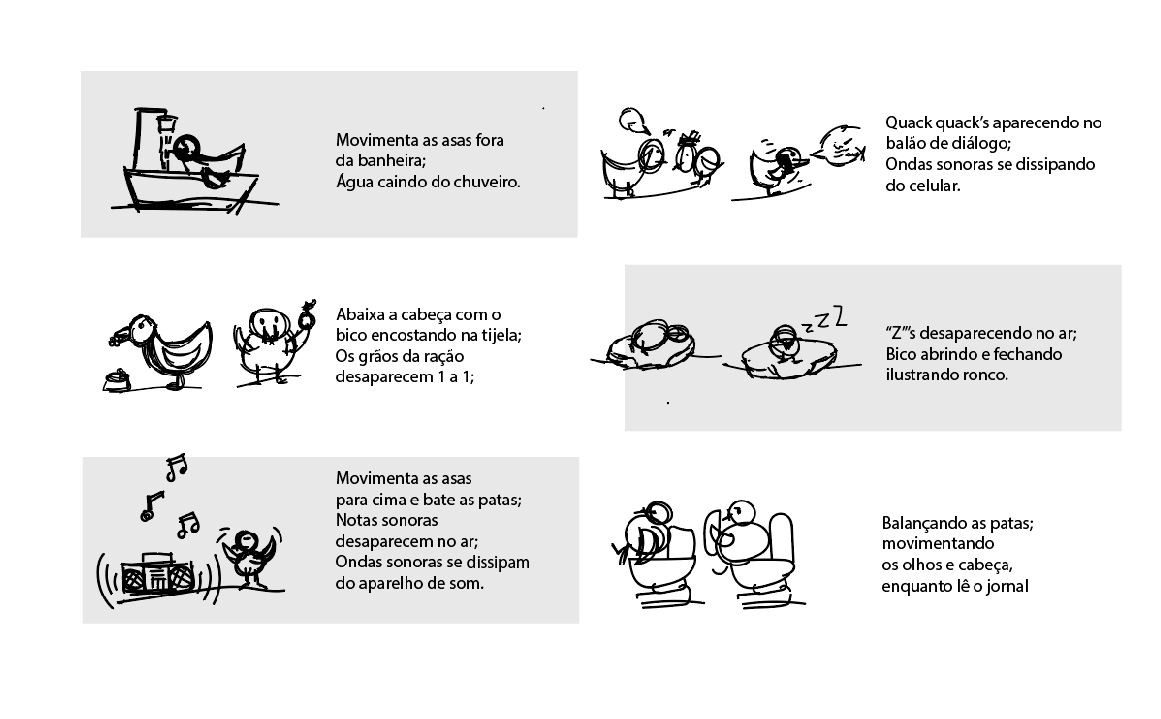 Movimenta as asas fora
da banheira;
Água caindo do chuveiro.
Quack quack's aparecendo no
balão de diálogo;
Ondas sonoras se dissipando
do celular.
Abaixa a cabeça com o
bico encostando na tijela;
Os grãos da ração
desaparecem 1 a 1;
zZZ
“Z”'s desaparecendo no ar;
Bico abrindo e fechando
ilustrando ronco.
Movimenta as asas
para cima e bate as patas;
Notas sonoras
desaparecem no ar;
Ondas sonoras se dissipam
do aparelho de som.
Balançando as patas;
movimentando
os olhos e cabeça,
enquanto lê o jornal